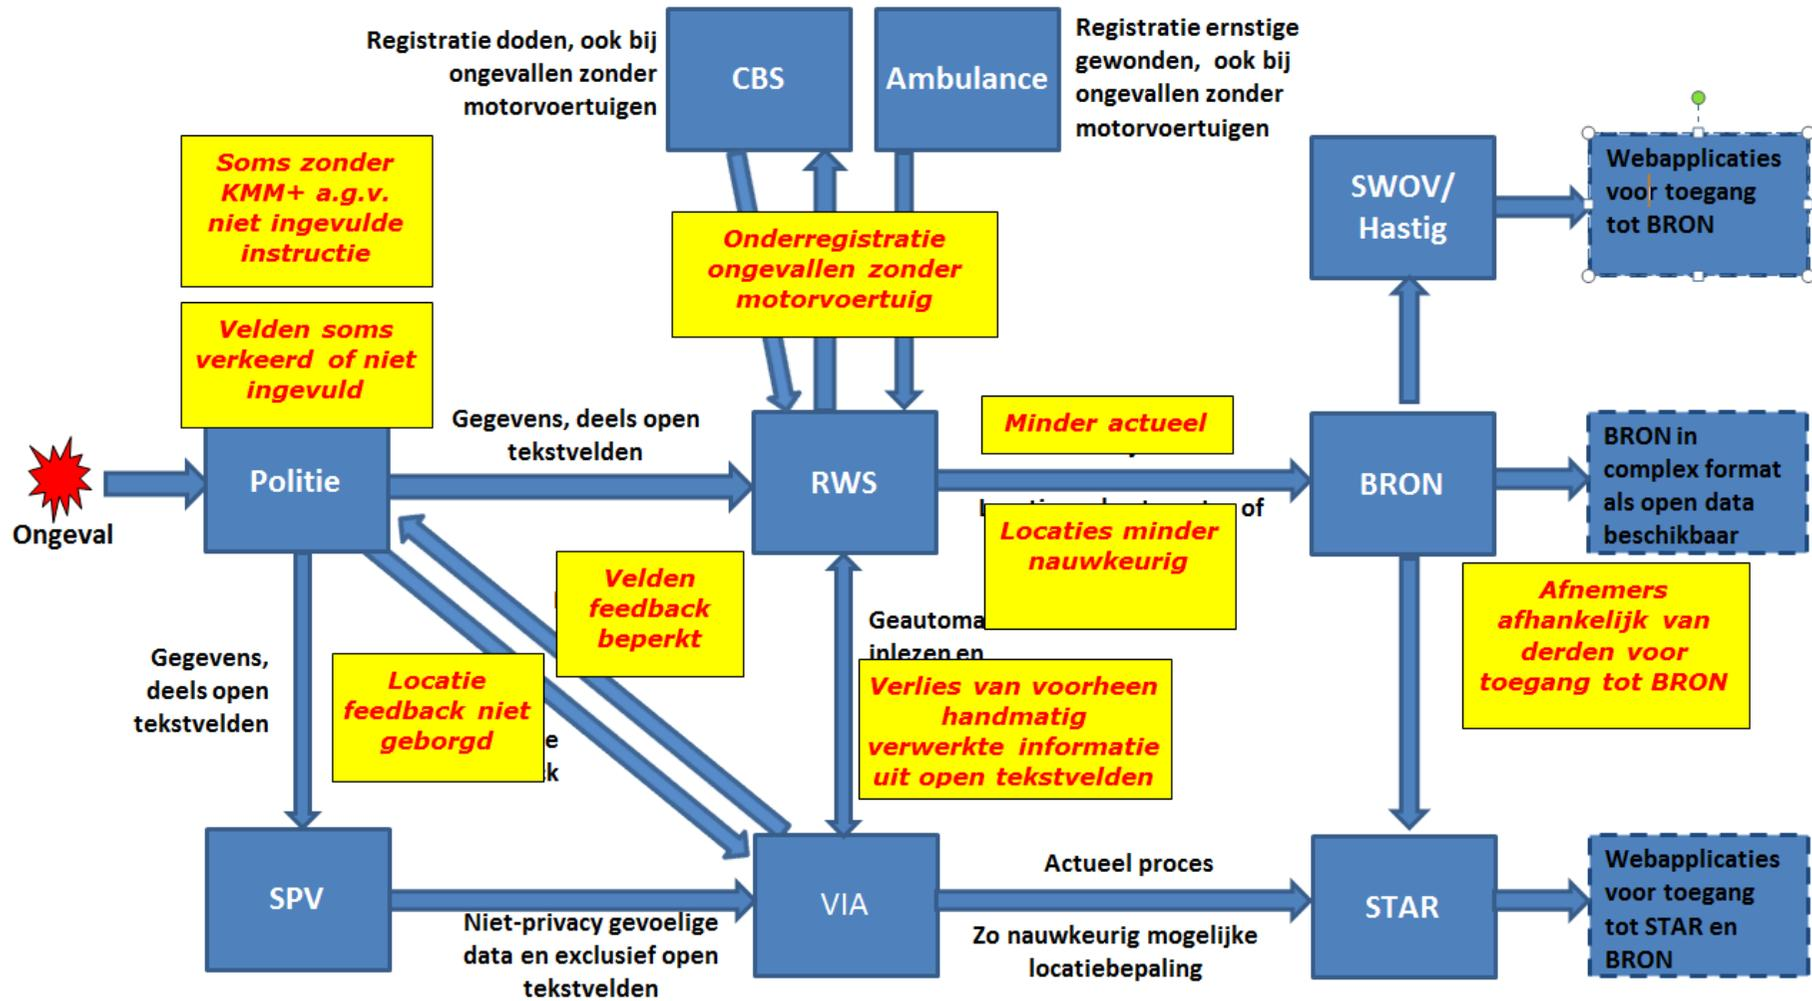 Registratie doden, ook bij
ongevallen zonder
motorvoertuigen
CBS
Ambulance
Registratie ernstige
gewonden, ook bij
ongevallen zonder
motorvoertuigen
Soms zonder
KMM+ a.g.v.
niet ingevulde
instructie
Velden soms
verkeerd of niet
ingevuld
Onderregistratie
ongevallen zonder
motorvoertuig
SWOV/
Hastig
Webapplicaties
voor toegang
tot BRON
Ongeval
Politie
Gegevens, deels open
tekstvelden
RWS
Minder actueel
of
Locaties minder
nauwkeurig
BRON
BRON in
complex format
als open data
beschikbaar
Afnemers
afhankelijk van
derden voor
toegang tot BRON
Velden
feedback
beperkt
Gegevens,
deels open
tekstvelden
Locatie
feedback niet
geborgd
Geautoma
inlezen en
Verlies van voorheen
handmatig
verwerkte informatie
uit open tekstvelden
SPV
Niet-privacy gevoelige
data en exclusief open
tekstvelden
VIA
Actueel proces
Zo nauwkeurig mogelijke
locatiebepaling
STAR
Webapplicaties
voor toegang
tot STAR en
BRON